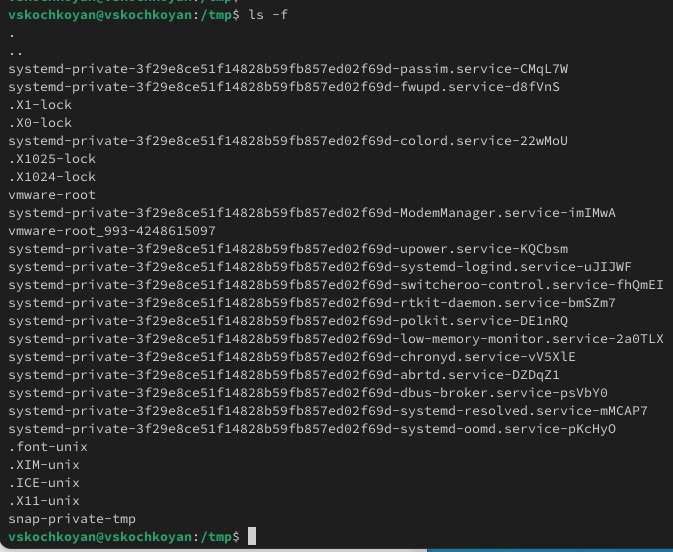 vskochkoyan@vskochkoyan:/tmp$ ls -f
.
..
systemd-private-3f29e8ce51f14828b59fb857ed02f69d-passim.service-CMqL7W
systemd-private-3f29e8ce51f14828b59fb857ed02f69d-fwupd.service-d8fVnS
.X1-lock
.X0-lock
systemd-private-3f29e8ce51f14828b59fb857ed02f69d-colord.service-22wMoU
.X1025-lock
.X1024-lock
vmware-root
systemd-private-3f29e8ce51f14828b59fb857ed02f69d-ModemManager.service-imIMwA
vmware-root_993-4248615097
systemd-private-3f29e8ce51f14828b59fb857ed02f69d-upower.service-KQCbsm
systemd-private-3f29e8ce51f14828b59fb857ed02f69d-systemd-logind.service-uJIJWF
systemd-private-3f29e8ce51f14828b59fb857ed02f69d-switcheroo-control.service-fhQmEI
systemd-private-3f29e8ce51f14828b59fb857ed02f69d-rtkit-daemon.service-bmSZm7
systemd-private-3f29e8ce51f14828b59fb857ed02f69d-polkit.service-DE1nRQ
systemd-private-3f29e8ce51f14828b59fb857ed02f69d-low-memory-monitor.service-2a0TLX
systemd-private-3f29e8ce51f14828b59fb857ed02f69d-chronyd.service-vV5XlE
systemd-private-3f29e8ce51f14828b59fb857ed02f69d-abrtd.service-DZDqZ1
systemd-private-3f29e8ce51f14828b59fb857ed02f69d-dbus-broker.service-psVbY0
systemd-private-3f29e8ce51f14828b59fb857ed02f69d-systemd-resolved.service-mMCAP7
systemd-private-3f29e8ce51f14828b59fb857ed02f69d-systemd-oomd.service-pKcHyO
.font-unix
.XIM-unix
.ICE-unix
.X11-unix
snap-private-tmp
vskochkoyan@vskochkoyan:/tmp$